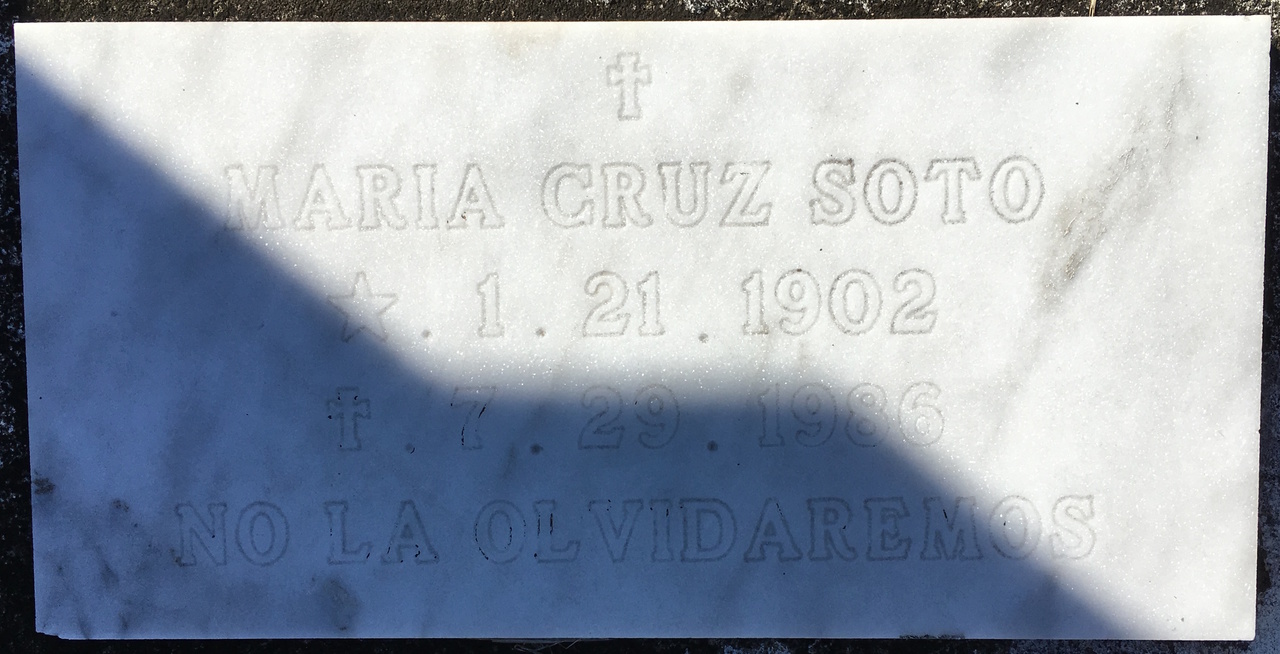 ✝
MARIA CRUZ SOTO
☆. 1. 21. 1902
✝. 7. 29. 1986
NO LA OLVIDAREMOS